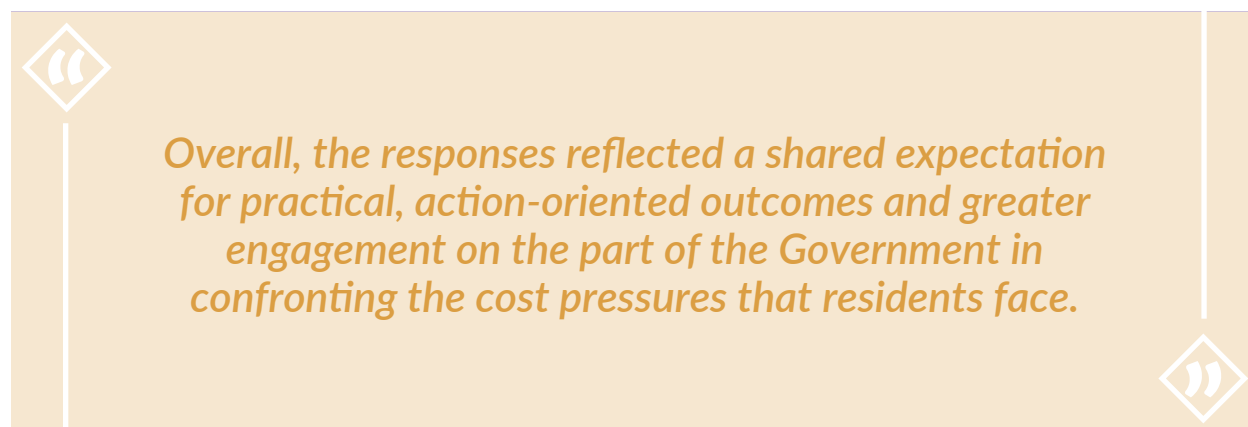 “
Overall, the responses reflected a shared expectation
for practical, action-oriented outcomes and greater
engagement on the part of the Government in
confronting the cost pressures that residents face.
”